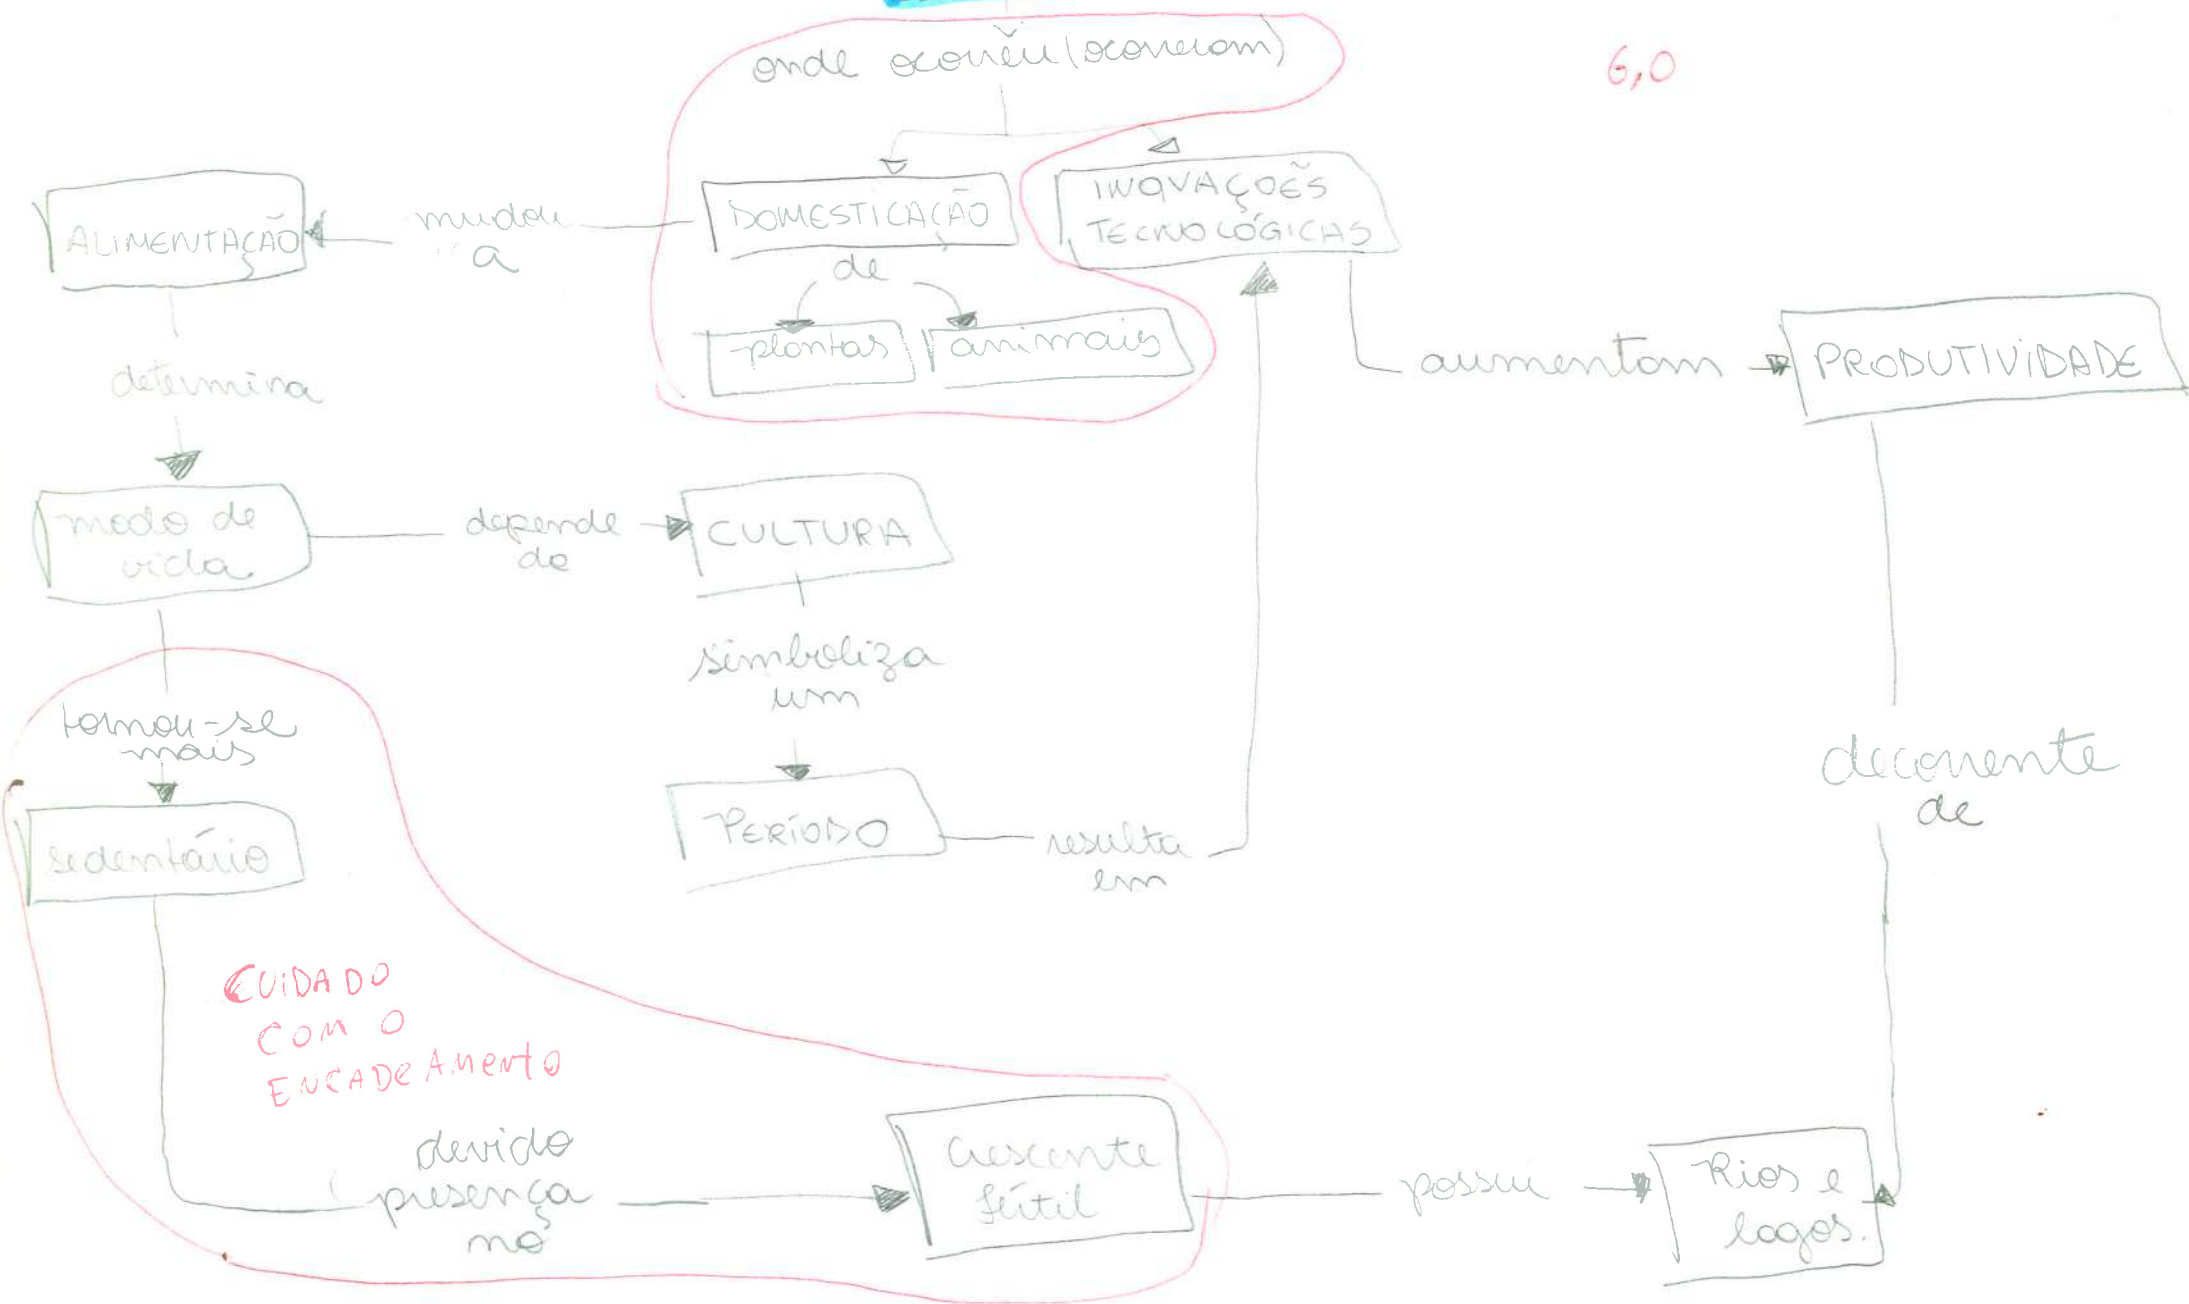 onde ocorreu (ocorreram)
6,0
ALIMENTAÇÃO
mudou
a
DOMESTICAÇÃO
de
plantas
animais
INOVAÇOẼS
TECNOLÓGICAS
aumentam
PRODUTIVIDADE
determina
modo de
vida
depende
da
CULTURA
simboliza
um
PERÍODO
resulta
em
decorrente
de
tornou-se
mais
sedentário
CUIDADO
COM O
ENCADEAMENTO
devido
presença
no
Crescente
fértil
possui
Rios e
lagos.